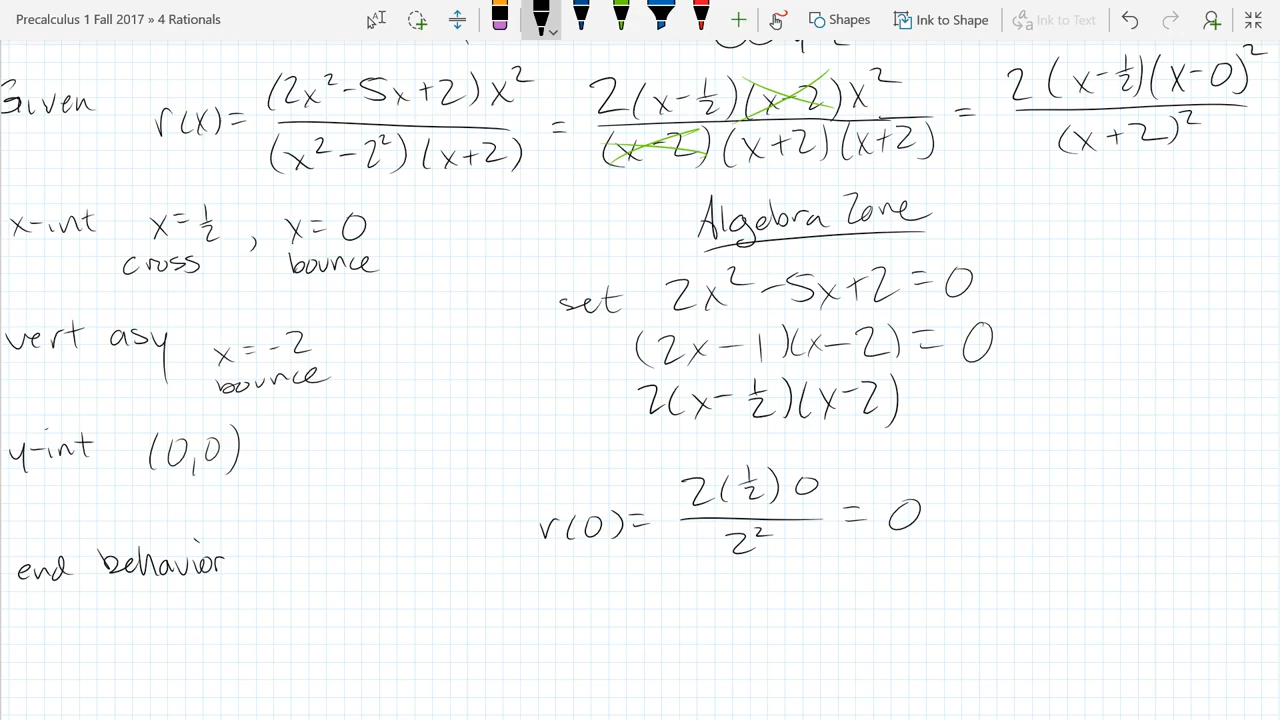 Precalculus 1 Fall 2017 » 4 Rationals
Shapes
Ink to Shape
Ink to Text
Given r(x) = (2x²-5x+2)x² / (x²-2²)(x+2) = 2(x-1/2)(x-2)x² / (x-2)(x+2)(x+2) = 2(x-1/2)(x-0)² / (x+2)²
x-int x=1/2, x=0
cross bounce
vert asy x=-2
bounce
y-int (0,0)
end behavior
Algebra Zone
set 2x²-5x+2=0
(2x-1)(x-2)=0
2(x-1/2)(x-2)
r(0)= 2(1/2)0 / 2² = 0